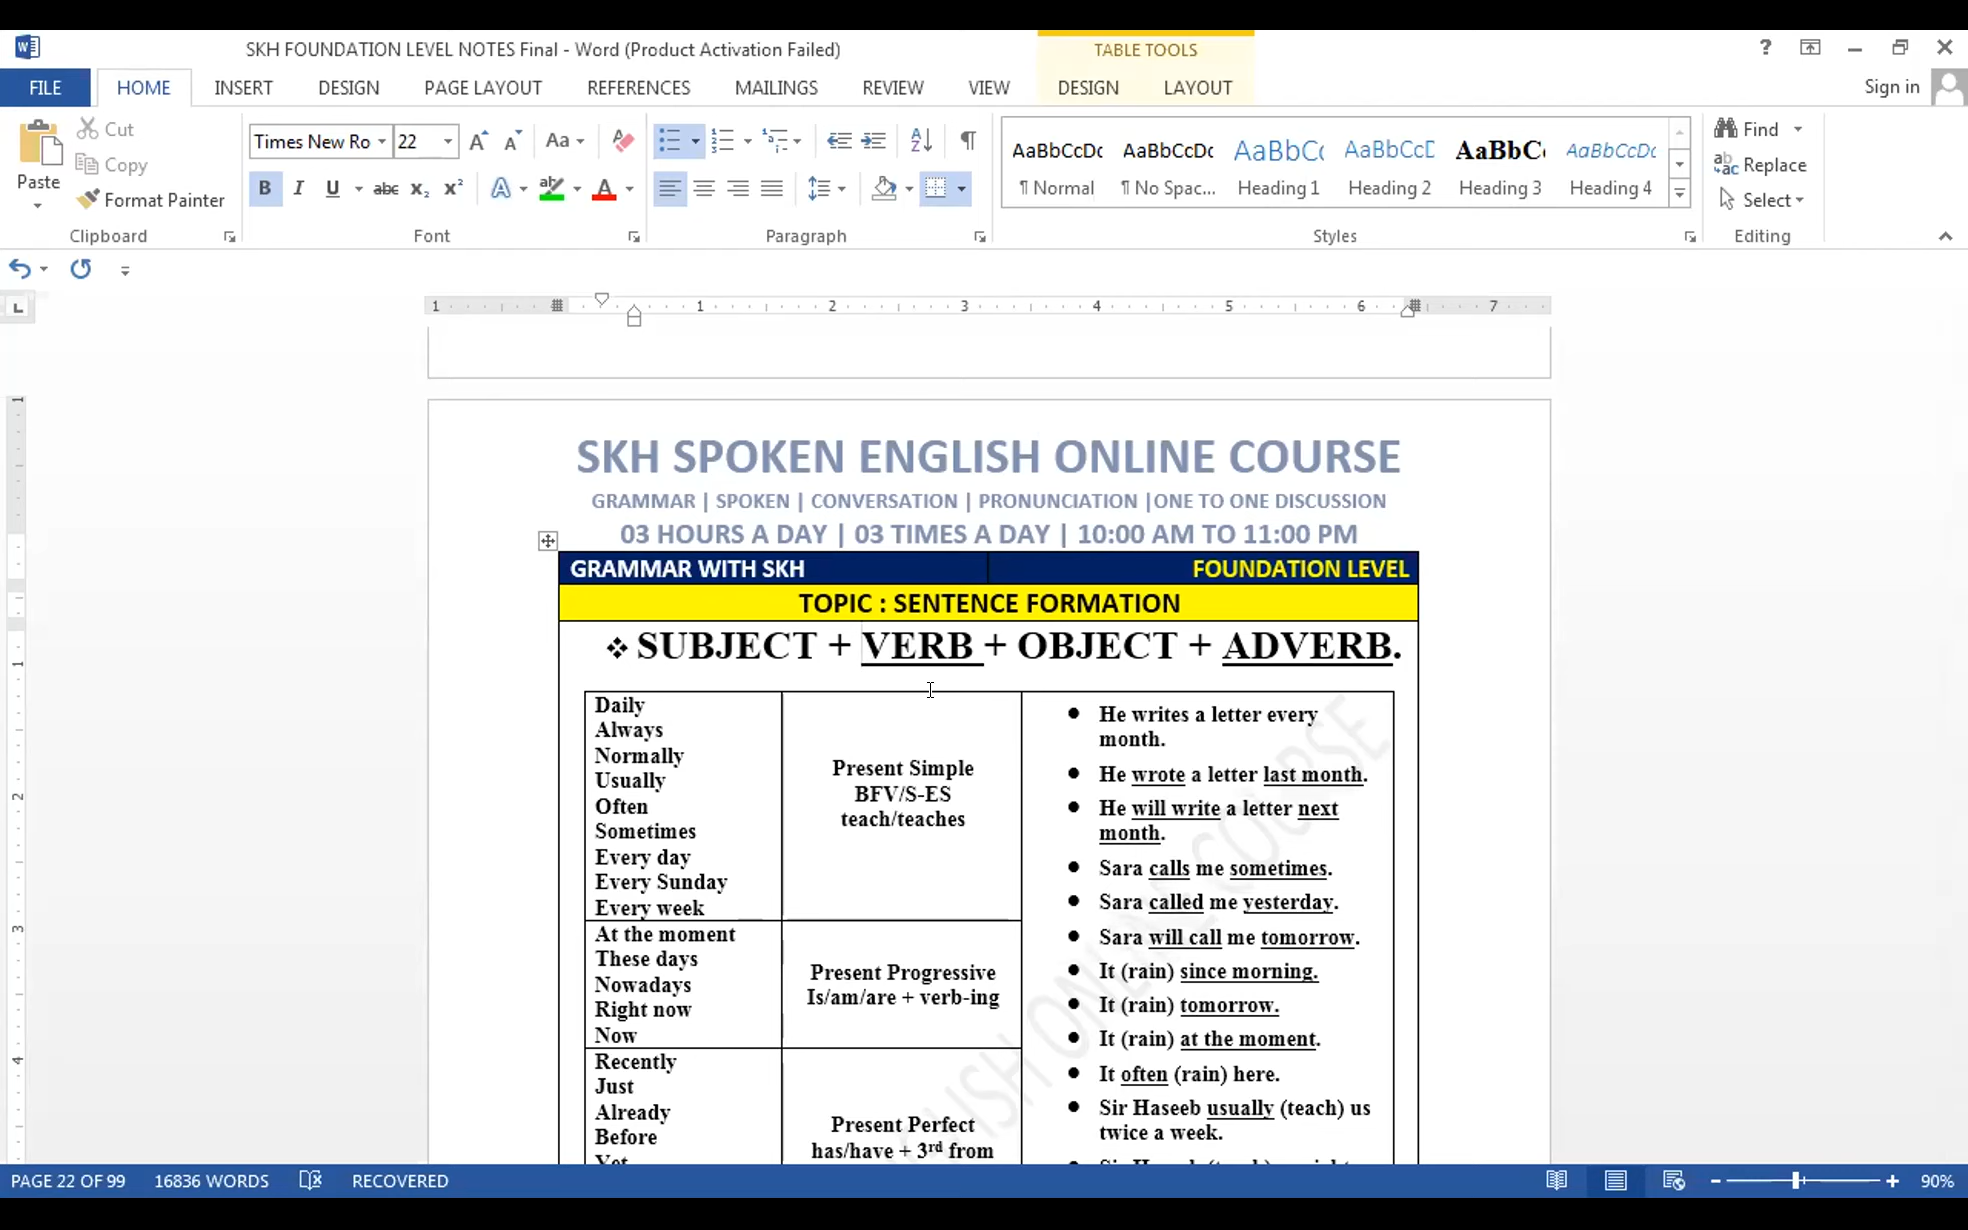 SKH FOUNDATION LEVEL NOTES Final - Word (Product Activation Failed)
TABLE TOOLS
?
FILE
HOME
INSERT
DESIGN
PAGE LAYOUT
REFERENCES
MAILINGS
REVIEW
VIEW
DESIGN
LAYOUT
Sign in
Paste
Cut
Copy
Format Painter
Clipboard
Times New Ro
22
Font
Paragraph
AaBbCcDc
¶ Normal
AaBbCcDc
¶ No Spac...
AaBbC
Heading 1
AaBbCcD
Heading 2
AaBbC
Heading 3
AaBbCcDc
Heading 4
Styles
Find
Replace
Select
Editing
1 1 2 3 4 5 6 7
SKH SPOKEN ENGLISH ONLINE COURSE
GRAMMAR | SPOKEN | CONVERSATION | PRONUNCIATION |ONE TO ONE DISCUSSION
03 HOURS A DAY | 03 TIMES A DAY | 10:00 AM TO 11:00 PM
GRAMMAR WITH SKH
FOUNDATION LEVEL
TOPIC : SENTENCE FORMATION
❖ SUBJECT + VERB + OBJECT + ADVERB.
Daily
Always
Normally
Usually
Often
Sometimes
Every day
Every Sunday
Every week
Present Simple
BFV/S-ES
teach/teaches
At the moment
These days
Nowadays
Right now
Now
Present Progressive
Is/am/are + verb-ing
Recently
Just
Already
Before
Yet
Present Perfect
has/have + 3rd from
• He writes a letter every
month.
• He wrote a letter last month.
• He will write a letter next
month.
• Sara calls me sometimes.
• Sara called me yesterday.
• Sara will call me tomorrow.
• It (rain) since morning.
• It (rain) tomorrow.
• It (rain) at the moment.
• It often (rain) here.
• Sir Haseeb usually (teach) us
twice a week.
PAGE 22 OF 99
16836 WORDS
RECOVERED
90%